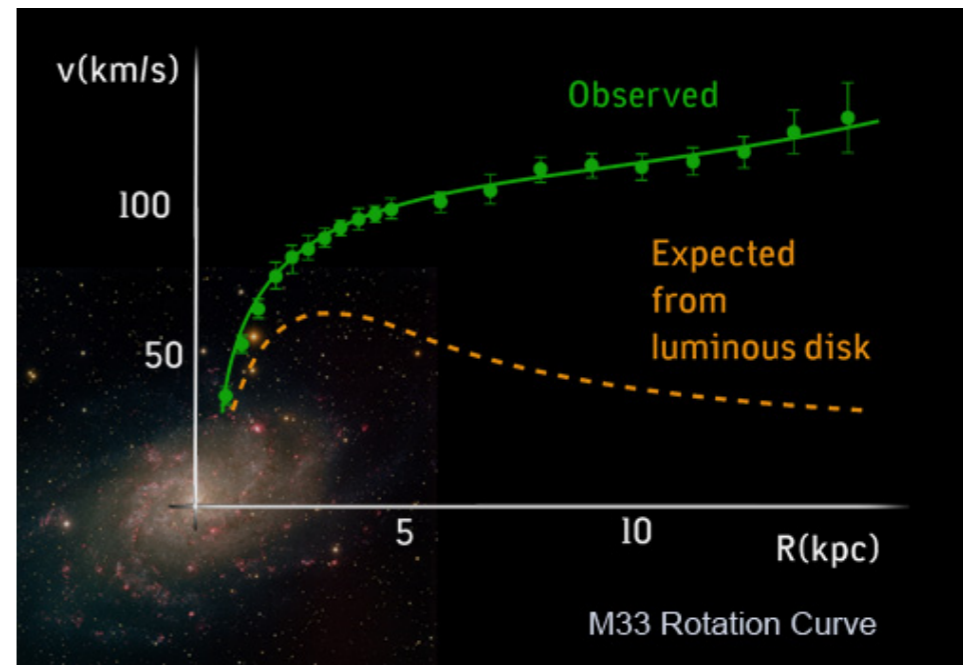 v(km/s)
Observed
100
Expected
from
luminous disk
50
5
10
R(kpc)
M33 Rotation Curve